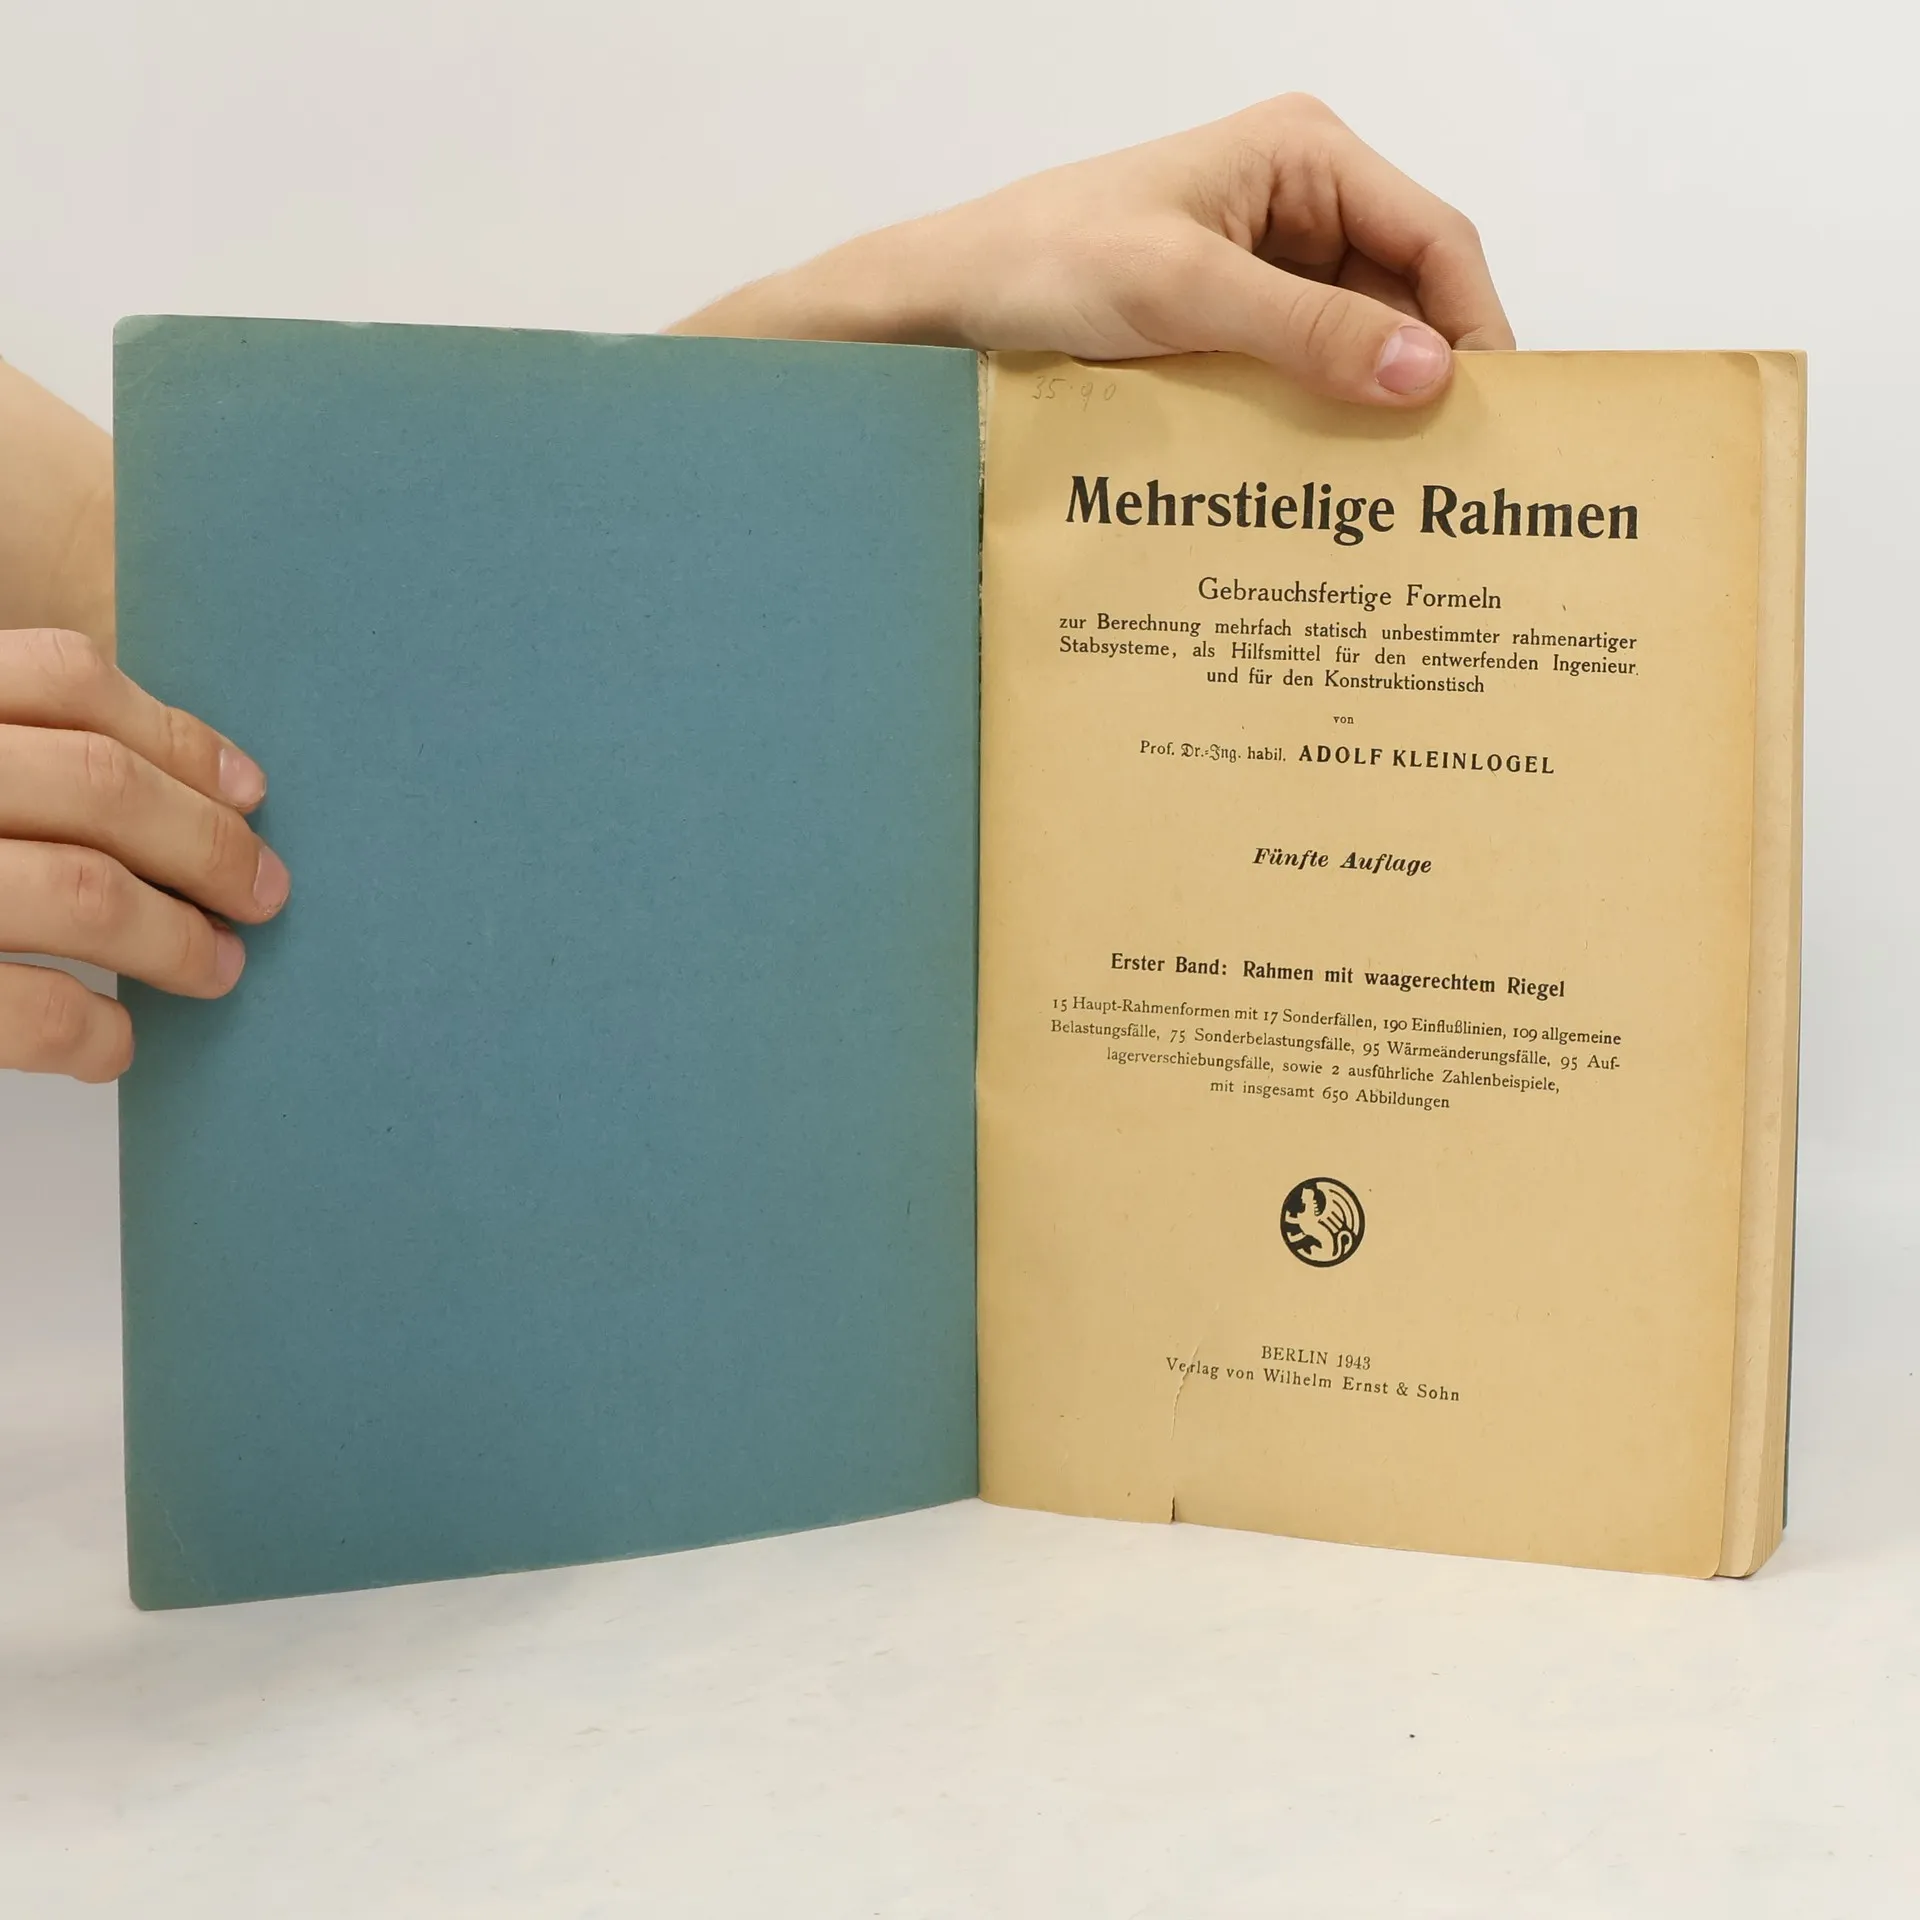 35·90
Mehrstielige Rahmen
Gebrauchsfertige Formeln
zur Berechnung mehrfach statisch unbestimmter rahmenartiger
Stabsysteme, als Hilfsmittel für den entwerfenden Ingenieur
und für den Konstruktionstisch
von
Prof. Dr.=Ing. habil. ADOLF KLEINLOGEL
Fünfte Auflage
Erster Band: Rahmen mit waagerechtem Riegel
15 Haupt-Rahmenformen mit 17 Sonderfällen, 190 Einflußlinien, 109 allgemeine
Belastungsfälle, 75 Sonderbelastungsfälle, 95 Wärmeänderungsfälle, 95 Auf-
lagerverschiebungsfälle, sowie 2 ausführliche Zahlenbeispiele,
mit insgesamt 650 Abbildungen
BERLIN 1943
Verlag von Wilhelm Ernst & Sohn